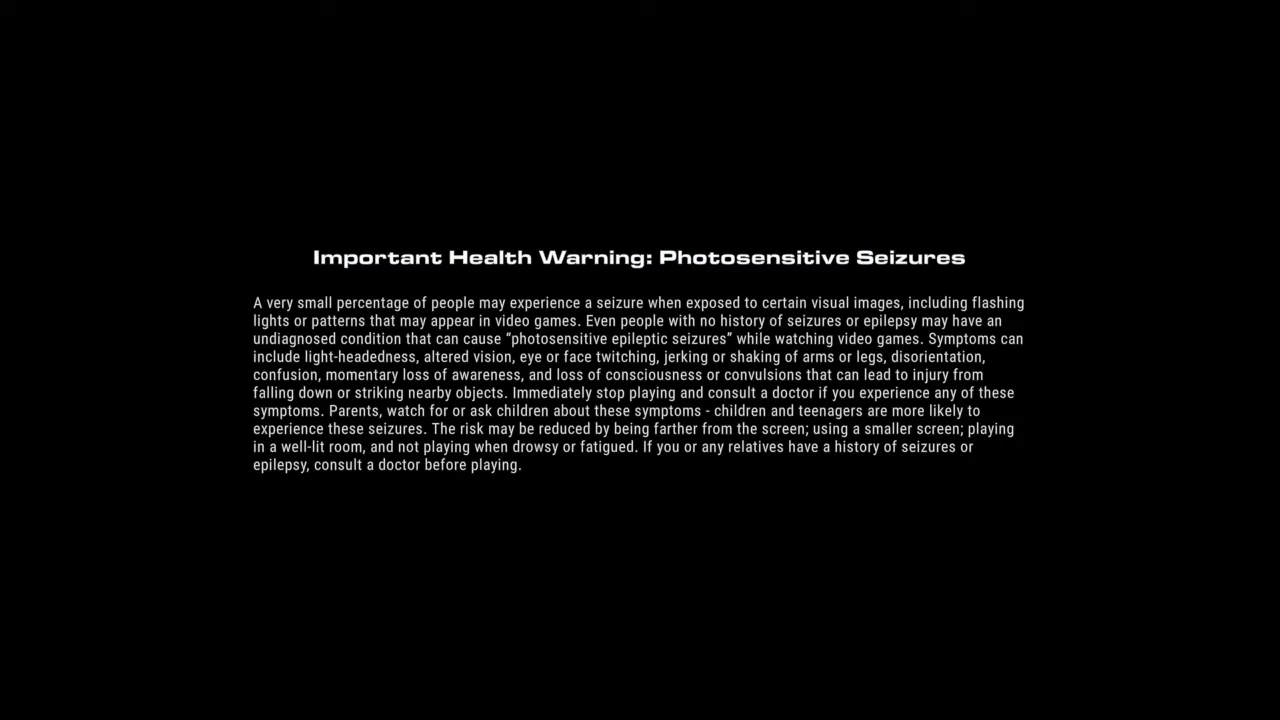 Important Health Warning: Photosensitive Seizures
A very small percentage of people may experience a seizure when exposed to certain visual images, including flashing
lights or patterns that may appear in video games. Even people with no history of seizures or epilepsy may have an
undiagnosed condition that can cause “photosensitive epileptic seizures” while watching video games. Symptoms can
include light-headedness, altered vision, eye or face twitching, jerking or shaking of arms or legs, disorientation,
confusion, momentary loss of awareness, and loss of consciousness or convulsions that can lead to injury from
falling down or striking nearby objects. Immediately stop playing and consult a doctor if you experience any of these
symptoms. Parents, watch for or ask children about these symptoms - children and teenagers are more likely to
experience these seizures. The risk may be reduced by being farther from the screen; using a smaller screen; playing
in a well-lit room, and not playing when drowsy or fatigued. If you or any relatives have a history of seizures or
epilepsy, consult a doctor before playing.